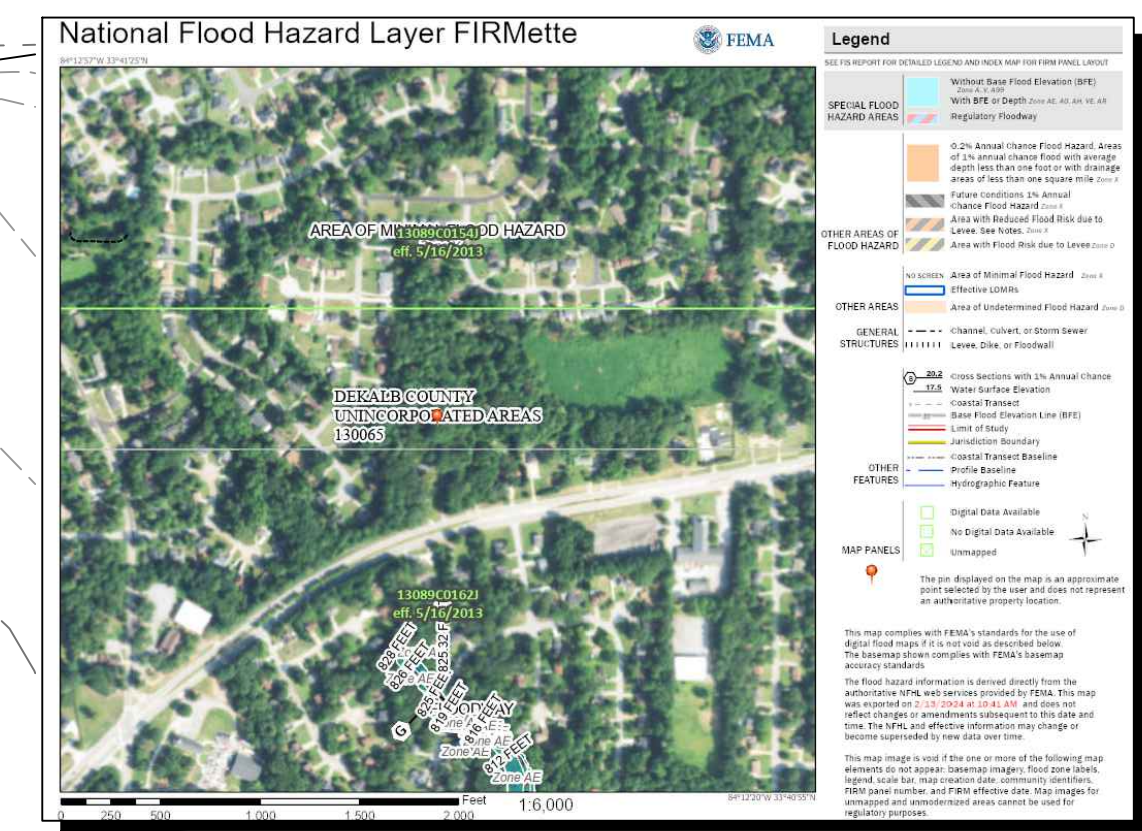 National Flood Hazard Layer FIRMette
FEMA
84°12'57"W 33°41'25"N
AREA OF MINIMAL FLOOD HAZARD
13089C0154J
eff. 5/16/2013
DEKALB COUNTY
UNINCORPORATED AREAS
130065
13089C0162J
eff. 5/16/2013
828 FEET
826 FEET
825.32 F
825 FEE
819 FEET
816 FEET
812 FEET
G
Zone AE
Zone AE
Zone AE
Feet
1:6,000
0 250 500 1,000 1,500 2,000
84°12'20"W 33°40'55"N
Legend
SEE FIS REPORT FOR DETAILED LEGEND AND INDEX MAP FOR FIRM PANEL LAYOUT
SPECIAL FLOOD
HAZARD AREAS
Without Base Flood Elevation (BFE)
Zone A, V, A99
With BFE or Depth Zone AE, AO, AH, VE, AR
Regulatory Floodway
OTHER AREAS OF
FLOOD HAZARD
0.2% Annual Chance Flood Hazard, Areas
of 1% annual chance flood with average
depth less than one foot or with drainage
areas of less than one square mile Zone X
Future Conditions 1% Annual
Chance Flood Hazard Zone X
Area with Reduced Flood Risk due to
Levee. See Notes. Zone X
Area with Flood Risk due to Levee Zone D
OTHER AREAS
NO SCREEN Area of Minimal Flood Hazard Zone X
Effective LOMRs
Area of Undetermined Flood Hazard Zone D
GENERAL
STRUCTURES
Channel, Culvert, or Storm Sewer
Levee, Dike, or Floodwall
OTHER
FEATURES
20.2 Cross Sections with 1% Annual Chance
17.5 Water Surface Elevation
Coastal Transect
Base Flood Elevation Line (BFE)
Limit of Study
Jurisdiction Boundary
Coastal Transect Baseline
Profile Baseline
Hydrographic Feature
MAP PANELS
Digital Data Available
No Digital Data Available
Unmapped
N
The pin displayed on the map is an approximate
point selected by the user and does not represent
an authoritative property location.
This map complies with FEMA's standards for the use of
digital flood maps if it is not void as described below.
The basemap shown complies with FEMA's basemap
accuracy standards
The flood hazard information is derived directly from the
authoritative NFHL web services provided by FEMA. This map
was exported on 2/13/2024 at 10:41 AM and does not
reflect changes or amendments subsequent to this date and
time. The NFHL and effective information may change or
become superseded by new data over time.
This map image is void if the one or more of the following map
elements do not appear: basemap imagery, flood zone labels,
legend, scale bar, map creation date, community identifiers,
FIRM panel number, and FIRM effective date. Map images for
unmapped and unmodernized areas cannot be used for
regulatory purposes.